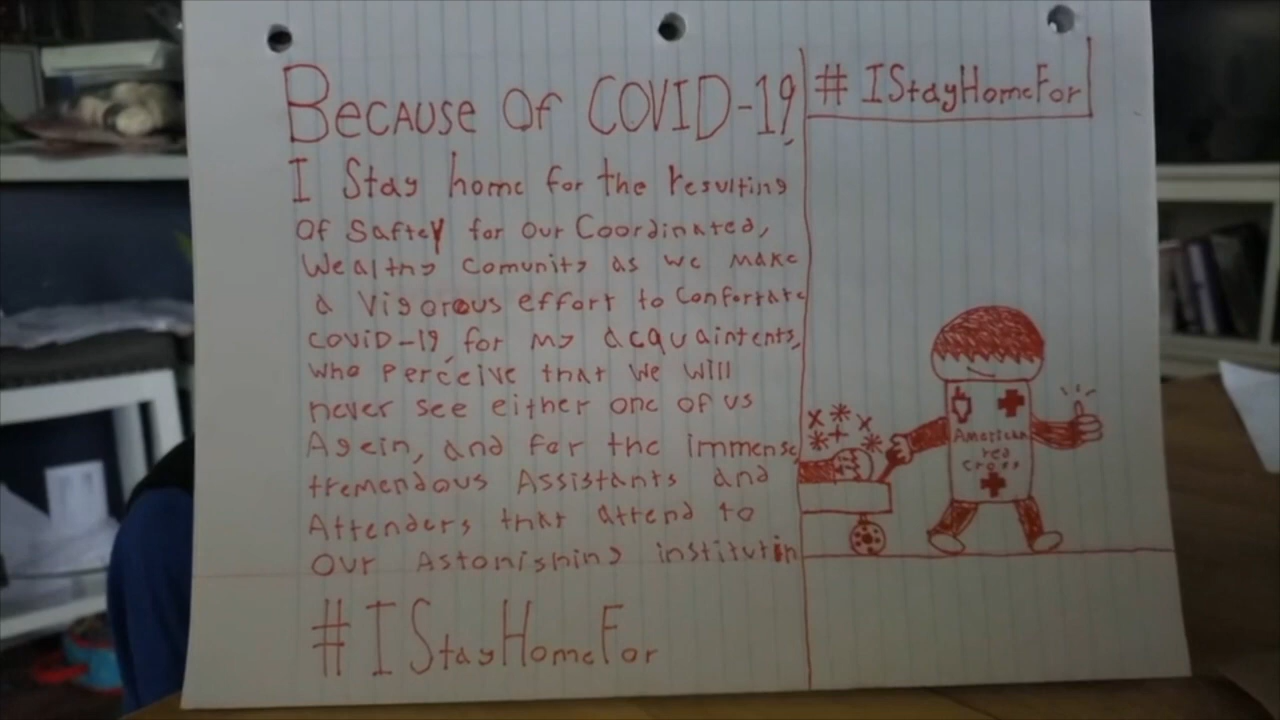 BECAUSE OF COVID-19,
I Stay home for the resulting
Of Saftey for our Coordinated,
Wealthy comunity as we make
a Vigorous effort to Confortrate
COVID-19, for my acquaintents,
who perceive that we will
never see either one of us
Agein, and for the immense
tremendous Assistants and
Attenders that attend to
our Astonishing institutin
#IStayHomeFor
#IStayHomeFor
American
red
cross